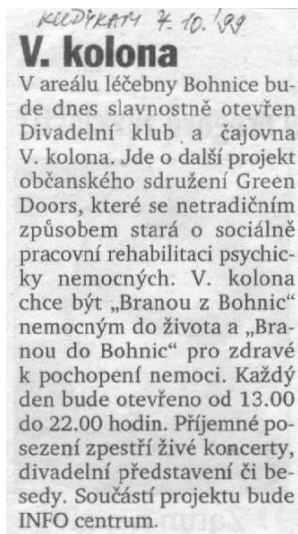 KUDYKAM 7.10.'99
V. kolona
V areálu léčebny Bohnice bu-
de dnes slavnostně otevřen
Divadelní klub a čajovna
V. kolona. Jde o další projekt
občanského sdružení Green
Doors, které se netradičním
způsobem stará o sociálně
pracovní rehabilitaci psychic-
ky nemocných. V. kolona
chce být „Branou z Bohnic“
nemocným do života a „Bra-
nou do Bohnic“ pro zdravé
k pochopení nemoci. Každý
den bude otevřeno od 13.00
do 22.00 hodin. Příjemné po-
sezení zpestří živé koncerty,
divadelní představení či be-
sedy. Součástí projektu bude
INFO centrum.